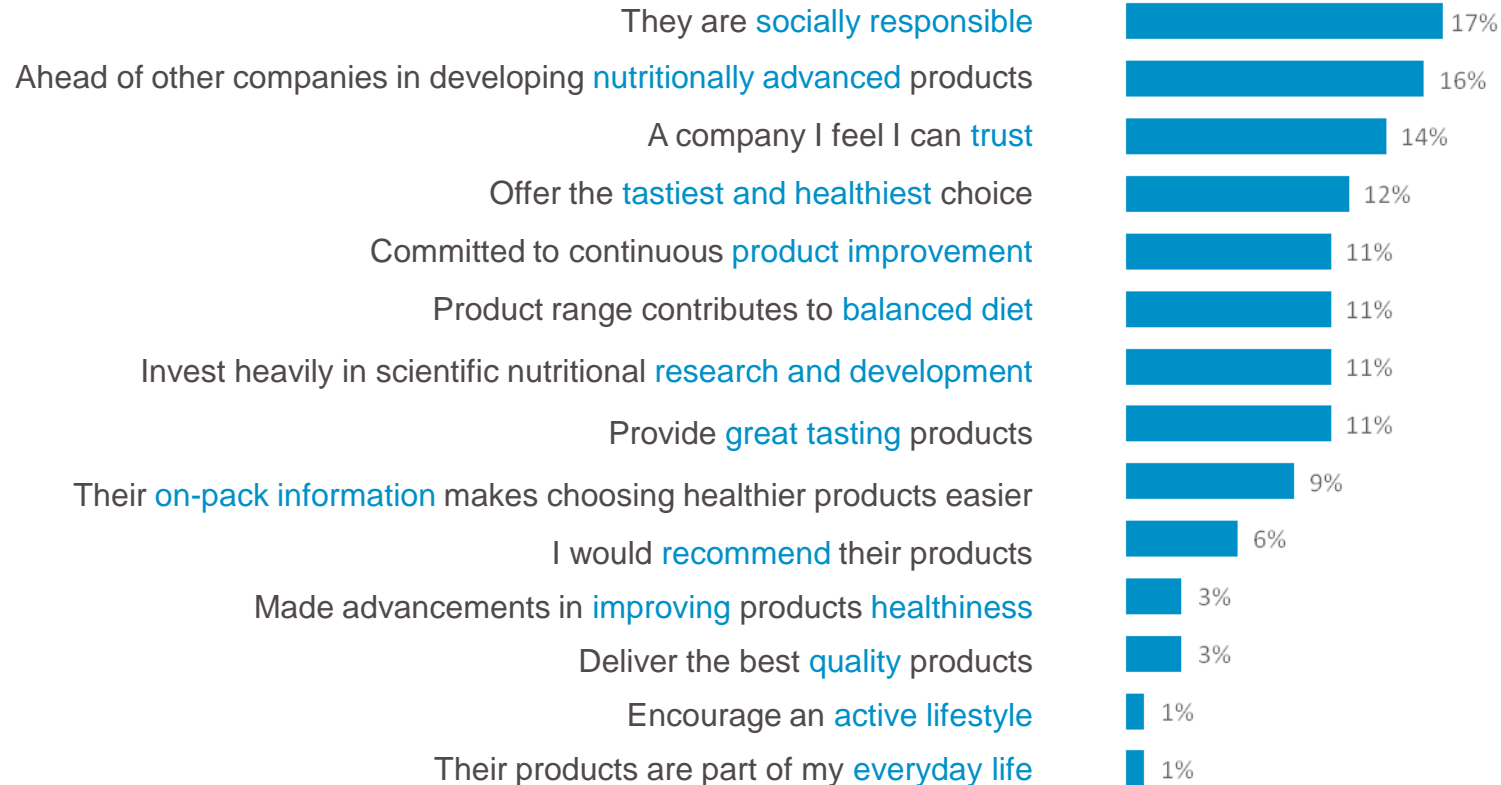 They are socially responsible 17%
Ahead of other companies in developing nutritionally advanced products 16%
A company I feel I can trust 14%
Offer the tastiest and healthiest choice 12%
Committed to continuous product improvement 11%
Product range contributes to balanced diet 11%
Invest heavily in scientific nutritional research and development 11%
Provide great tasting products 11%
Their on-pack information makes choosing healthier products easier 9%
I would recommend their products 6%
Made advancements in improving products healthiness 3%
Deliver the best quality products 3%
Encourage an active lifestyle 1%
Their products are part of my everyday life 1%